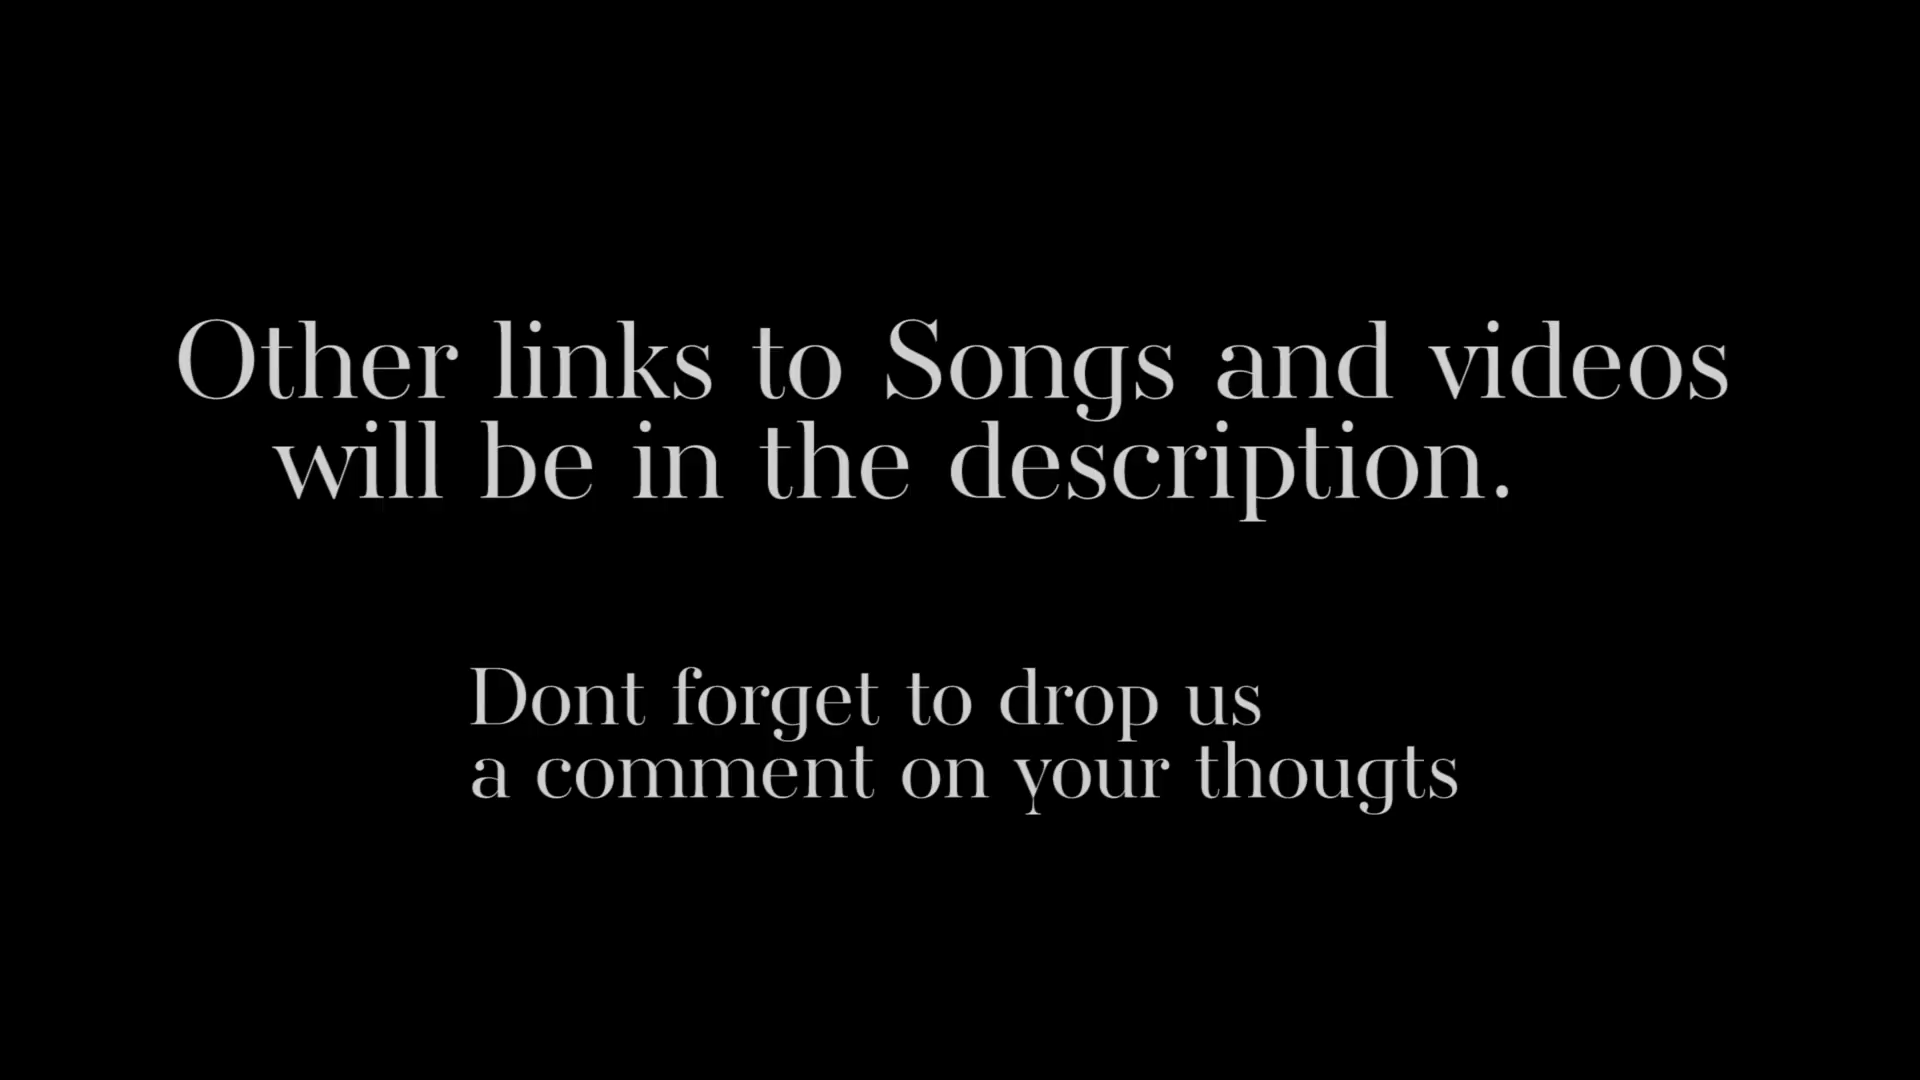 Other links to Songs and videos
will be in the description.
Dont forget to drop us
a comment on your thougts